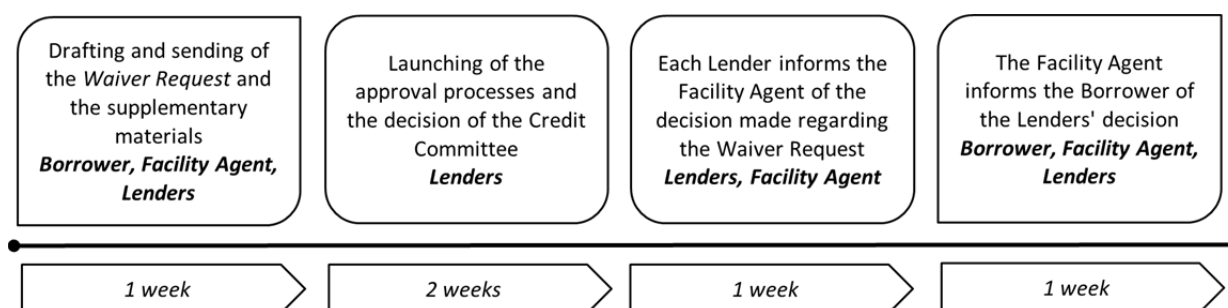 Drafting and sending of
the Waiver Request and
the supplementary
materials
Borrower, Facility Agent,
Lenders
Launching of the
approval processes and
the decision of the Credit
Committee
Lenders
Each Lender informs the
Facility Agent of the
decision made regarding
the Waiver Request
Lenders, Facility Agent
The Facility Agent
informs the Borrower of
the Lenders' decision
Borrower, Facility Agent,
Lenders
1 week
2 weeks
1 week
1 week